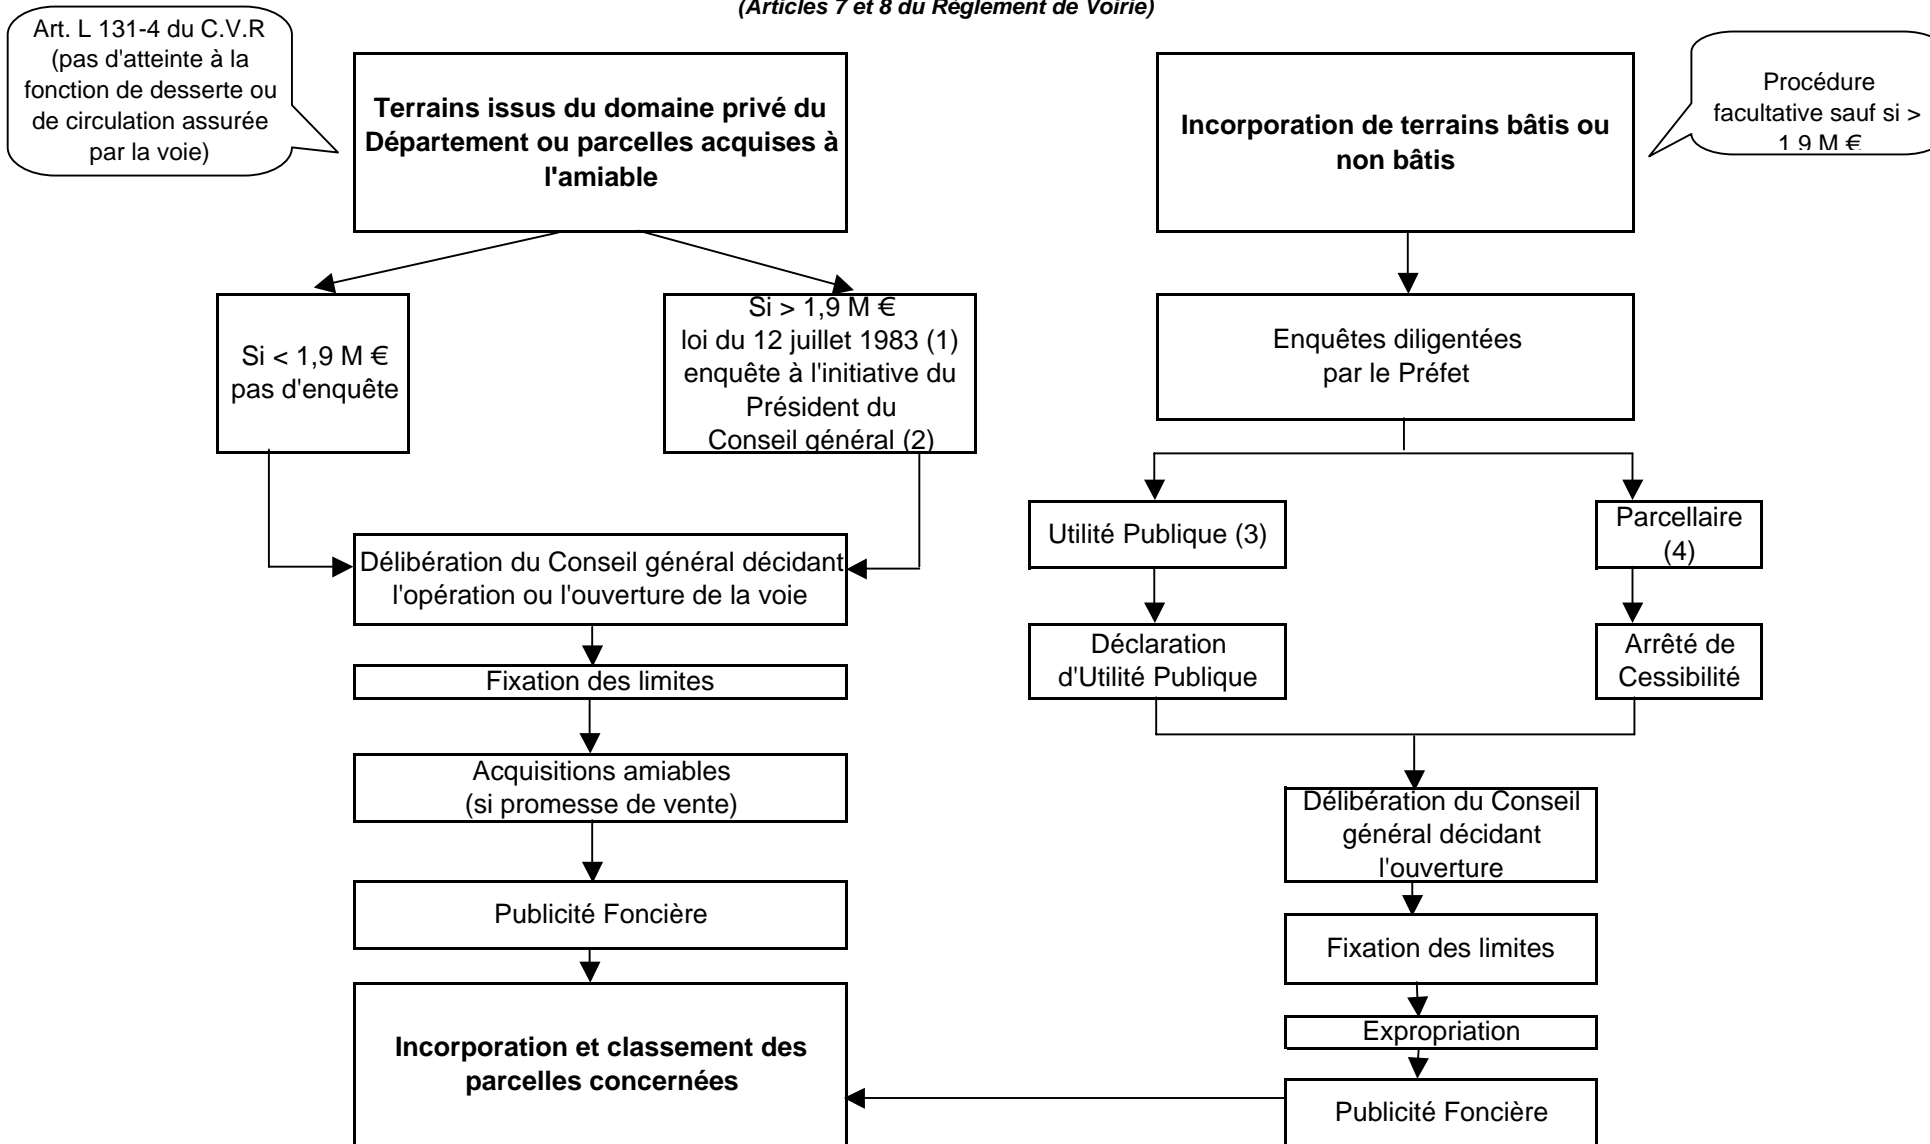 (Articles 7 et 8 du Règlement de Voirie)
Art. L 131-4 du C.V.R
(pas d'atteinte à la
fonction de desserte ou
de circulation assurée
par la voie)
Terrains issus du domaine privé du
Département ou parcelles acquises à
l'amiable
Incorporation de terrains bâtis ou
non bâtis
Procédure
facultative sauf si >
1,9 M €
Si < 1,9 M €
pas d'enquête
Si > 1,9 M €
loi du 12 juillet 1983 (1)
enquête à l'initiative du
Président du
Conseil général (2)
Enquêtes diligentées
par le Préfet
Utilité Publique (3)
Parcellaire
(4)
Délibération du Conseil général décidant
l'opération ou l'ouverture de la voie
Déclaration
d'Utilité Publique
Arrêté de
Cessibilité
Fixation des limites
Acquisitions amiables
(si promesse de vente)
Délibération du Conseil
général décidant
l'ouverture
Publicité Foncière
Fixation des limites
Expropriation
Incorporation et classement des
parcelles concernées
Publicité Foncière